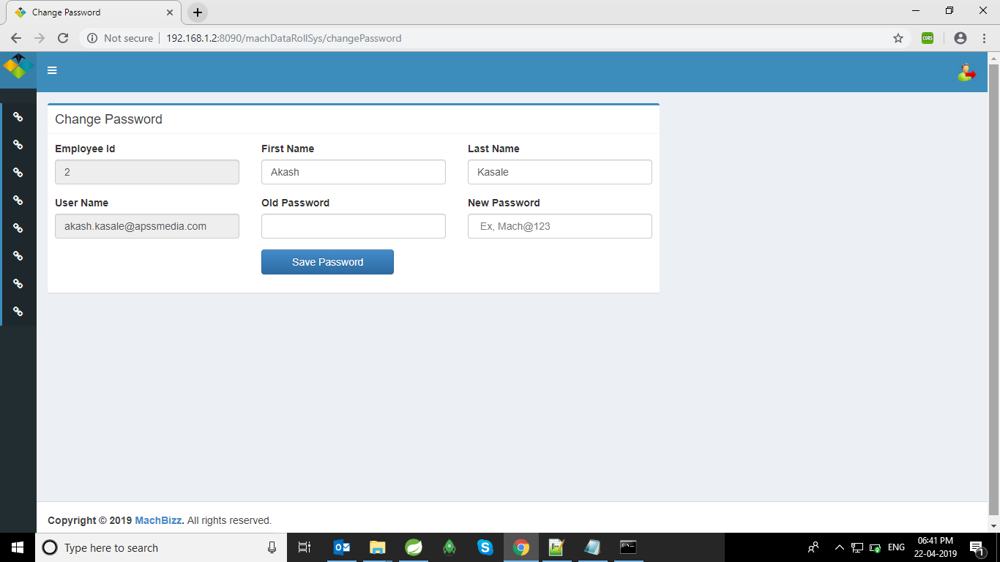 Change Password
Not secure
192.168.1.2:8090/machDataRollSys/changePassword
CORS
Change Password
Employee Id
First Name
Last Name
2
Akash
Kasale
User Name
Old Password
New Password
akash.kasale@apssmedia.com
Ex, Mach@123
Save Password
Copyright © 2019 MachBizz. All rights reserved.
Type here to search
ENG
06:41 PM
22-04-2019
1